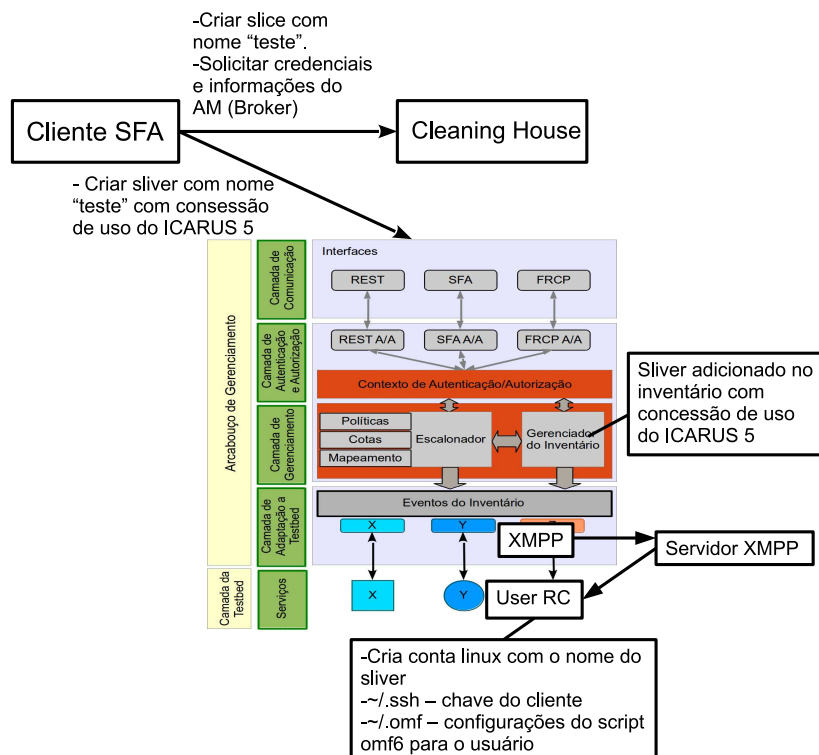 -Criar slice com
nome “teste”.
-Solicitar credenciais
e informações do
AM (Broker)
Cliente SFA
Cleaning House
- Criar sliver com nome
“teste” com consessão
de uso do ICARUS 5
Arcabouço de Gerenciamento
Camada de
Comunicação
Interfaces
REST
SFA
FRCP
Camada de
Autenticação
e Autorização
REST A/A
SFA A/A
FRCP A/A
Contexto de Autenticação/Autorização
Sliver adicionado no
inventário com
concessão de uso
do ICARUS 5
Camada de
Gerenciamento
Políticas
Cotas
Mapeamento
Escalonador
Gerenciador
do Inventário
Camada de
Adaptação a
Testbed
Eventos do Inventário
X
Y
XMPP
Servidor XMPP
Camada da
Testbed
Serviços
X
Y
User RC
-Cria conta linux com o nome do
sliver
-~/.ssh – chave do cliente
-~/.omf – configurações do script
omf6 para o usuário